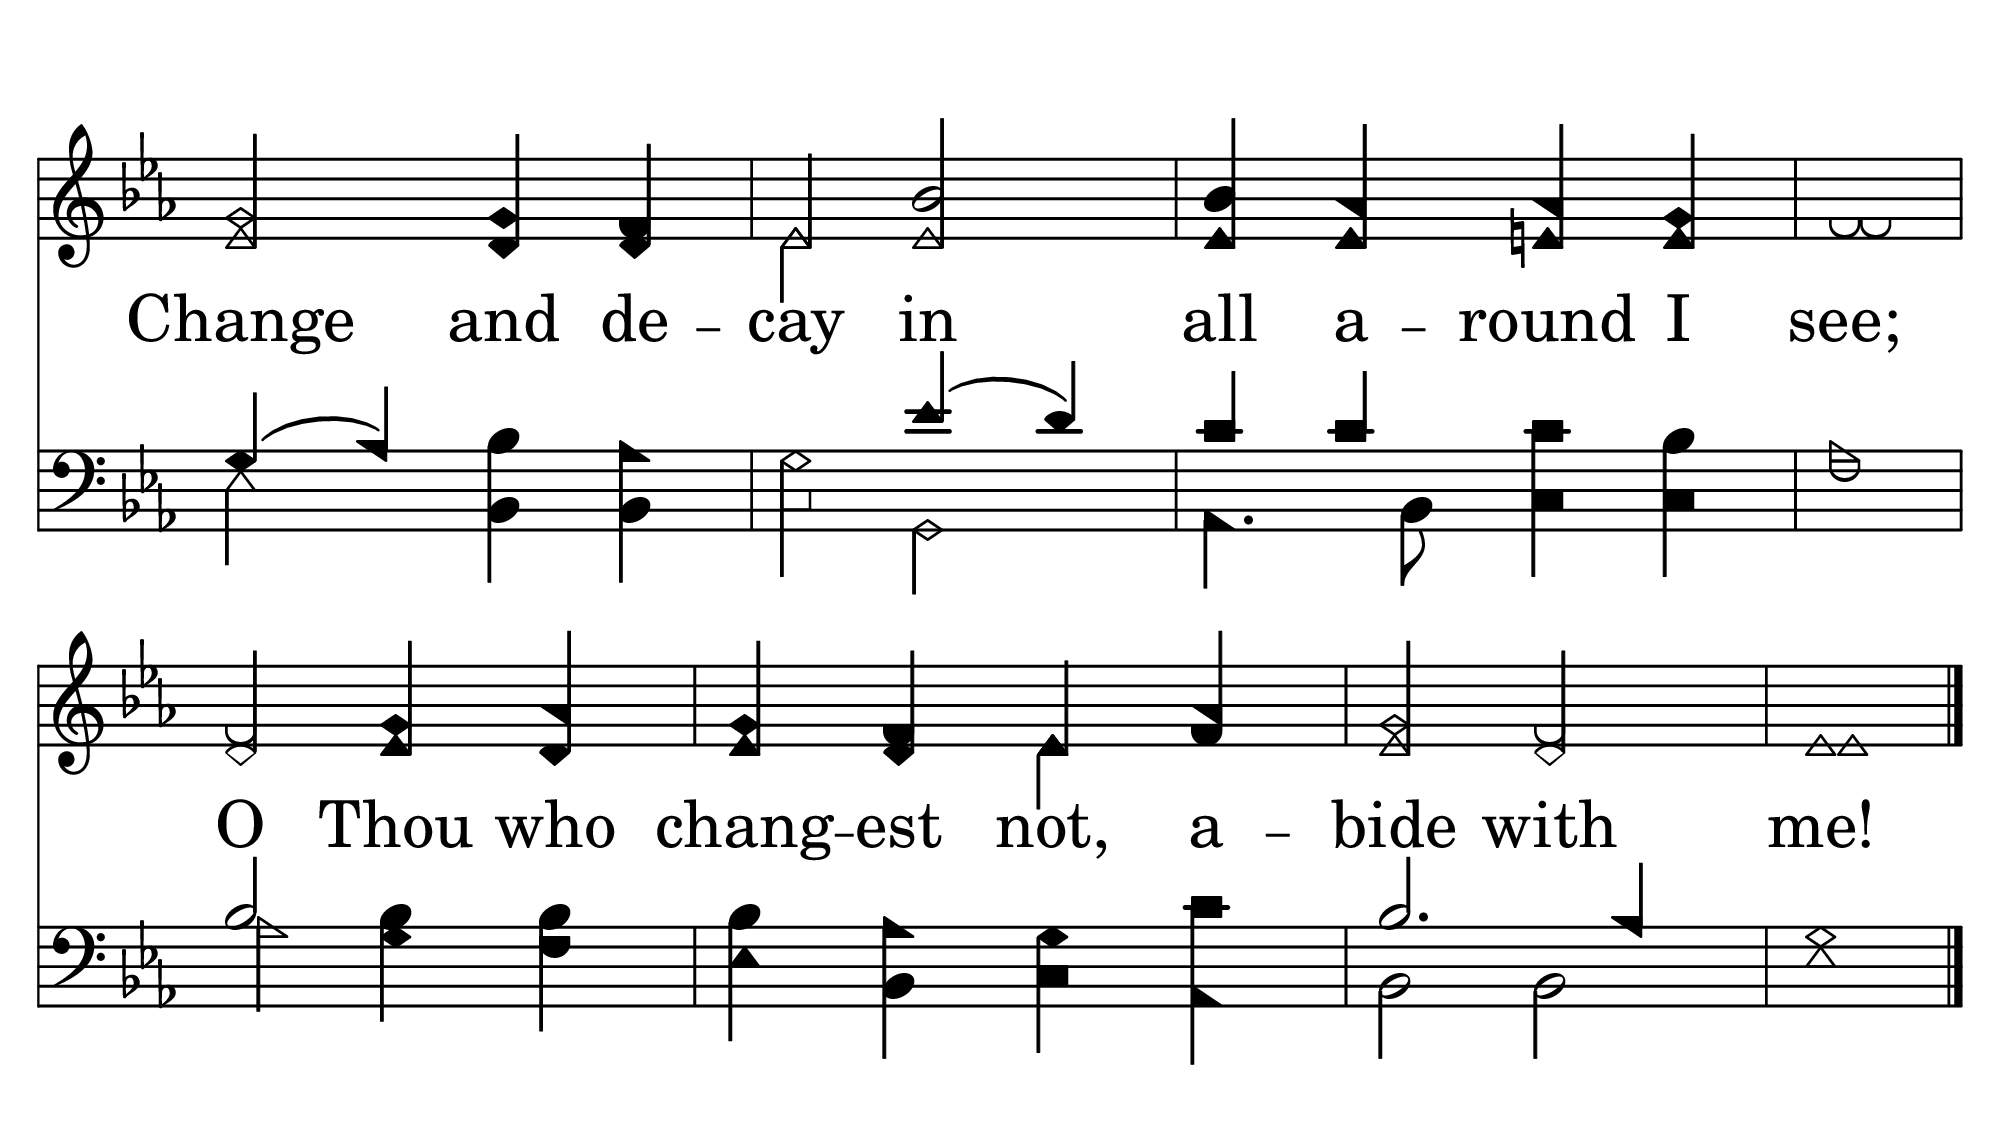 Change and de – cay in all a – round I see;
O Thou who chang–est not, a – bide with me!